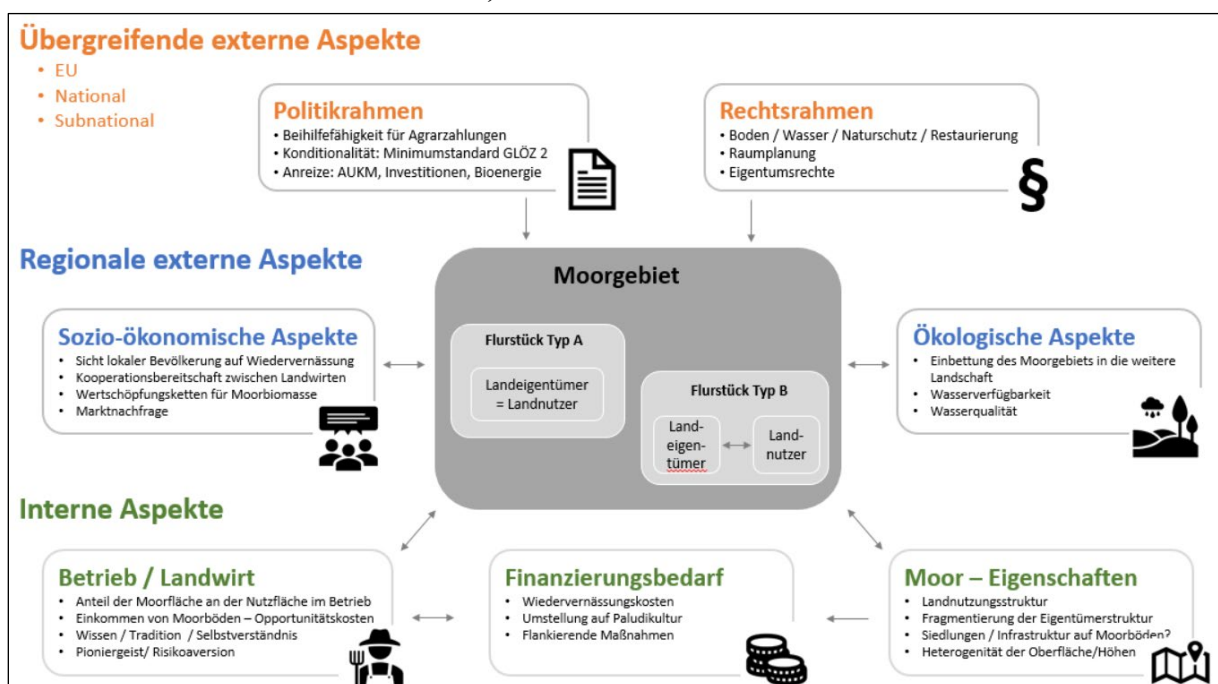 Übergreifende externe Aspekte
• EU
• National
• Subnational
Politikrahmen
• Beihilfefähigkeit für Agrarzahlungen
• Konditionalität: Minimumstandard GLÖZ 2
• Anreize: AUKM, Investitionen, Bioenergie
Rechtsrahmen
• Boden / Wasser / Naturschutz / Restaurierung
• Raumplanung
• Eigentumsrechte
§
Regionale externe Aspekte
Moorgebiet
Flurstück Typ A
Landeigentümer
= Landnutzer
Flurstück Typ B
Land-
eigen-
tümer
Land-
nutzer
Sozio-ökonomische Aspekte
• Sicht lokaler Bevölkerung auf Wiedervernässung
• Kooperationsbereitschaft zwischen Landwirten
• Wertschöpfungsketten für Moorbiomasse
• Marktnachfrage
Ökologische Aspekte
• Einbettung des Moorgebiets in die weitere
Landschaft
• Wasserverfügbarkeit
• Wasserqualität
Interne Aspekte
Betrieb / Landwirt
• Anteil der Moorfläche an der Nutzfläche im Betrieb
• Einkommen von Moorböden – Opportunitätskosten
• Wissen / Tradition / Selbstverständnis
• Pioniergeist/ Risikoaversion
Finanzierungsbedarf
• Wiedervernässungskosten
• Umstellung auf Paludikultur
• Flankierende Maßnahmen
Moor – Eigenschaften
• Landnutzungsstruktur
• Fragmentierung der Eigentümerstruktur
• Siedlungen / Infrastruktur auf Moorböden?
• Heterogenität der Oberfläche/Höhen